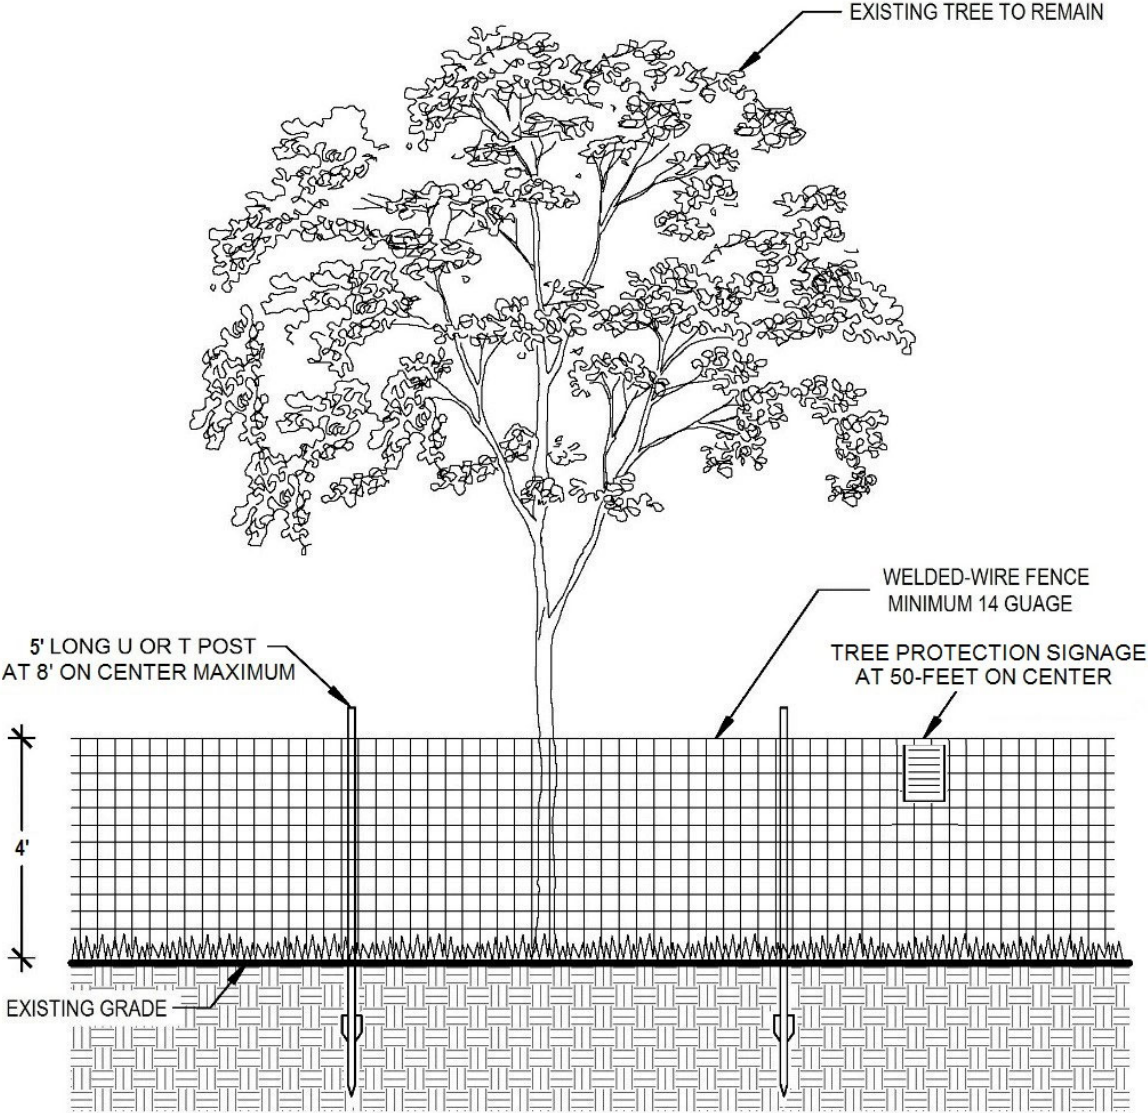 EXISTING TREE TO REMAIN
WELDED-WIRE FENCE
MINIMUM 14 GUAGE
5' LONG U OR T POST
AT 8' ON CENTER MAXIMUM
TREE PROTECTION SIGNAGE
AT 50-FEET ON CENTER
4'
EXISTING GRADE